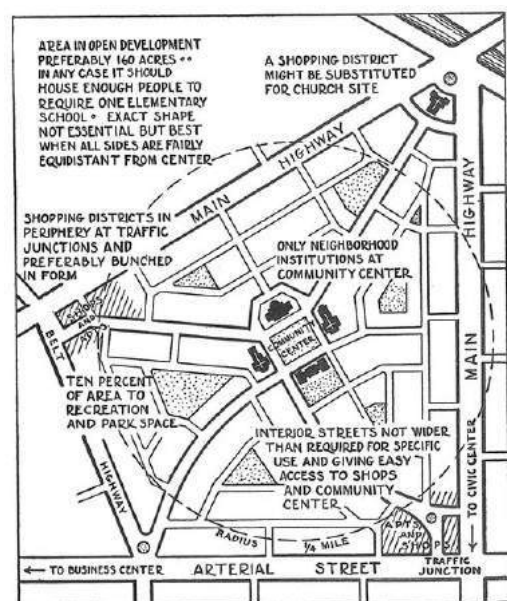 AREA IN OPEN DEVELOPMENT
PREFERABLY 160 ACRES ••
IN ANY CASE IT SHOULD
HOUSE ENOUGH PEOPLE TO
REQUIRE ONE ELEMENTARY
SCHOOL • EXACT SHAPE
NOT ESSENTIAL BUT BEST
WHEN ALL SIDES ARE FAIRLY
EQUIDISTANT FROM CENTER
A SHOPPING DISTRICT
MIGHT BE SUBSTITUTED
FOR CHURCH SITE
MAIN HIGHWAY
HIGHWAY
MAIN
SHOPPING DISTRICTS IN
PERIPHERY AT TRAFFIC
JUNCTIONS AND
PREFERABLY BUNCHED
IN FORM
ONLY NEIGHBORHOOD
INSTITUTIONS AT
COMMUNITY CENTER
SHOPS AND
APTS
BELT
HIGHWAY
COMMUNITY
CENTER
TEN PERCENT
OF AREA TO
RECREATION
AND PARK SPACE
INTERIOR STREETS NOT WIDER
THAN REQUIRED FOR SPECIFIC
USE AND GIVING EASY
ACCESS TO SHOPS
AND COMMUNITY
CENTER
TO CIVIC CENTER
RADIUS 1/4 MILE
APTS
AND
SHOPS
TRAFFIC
JUNCTION
← TO BUSINESS CENTER ARTERIAL STREET